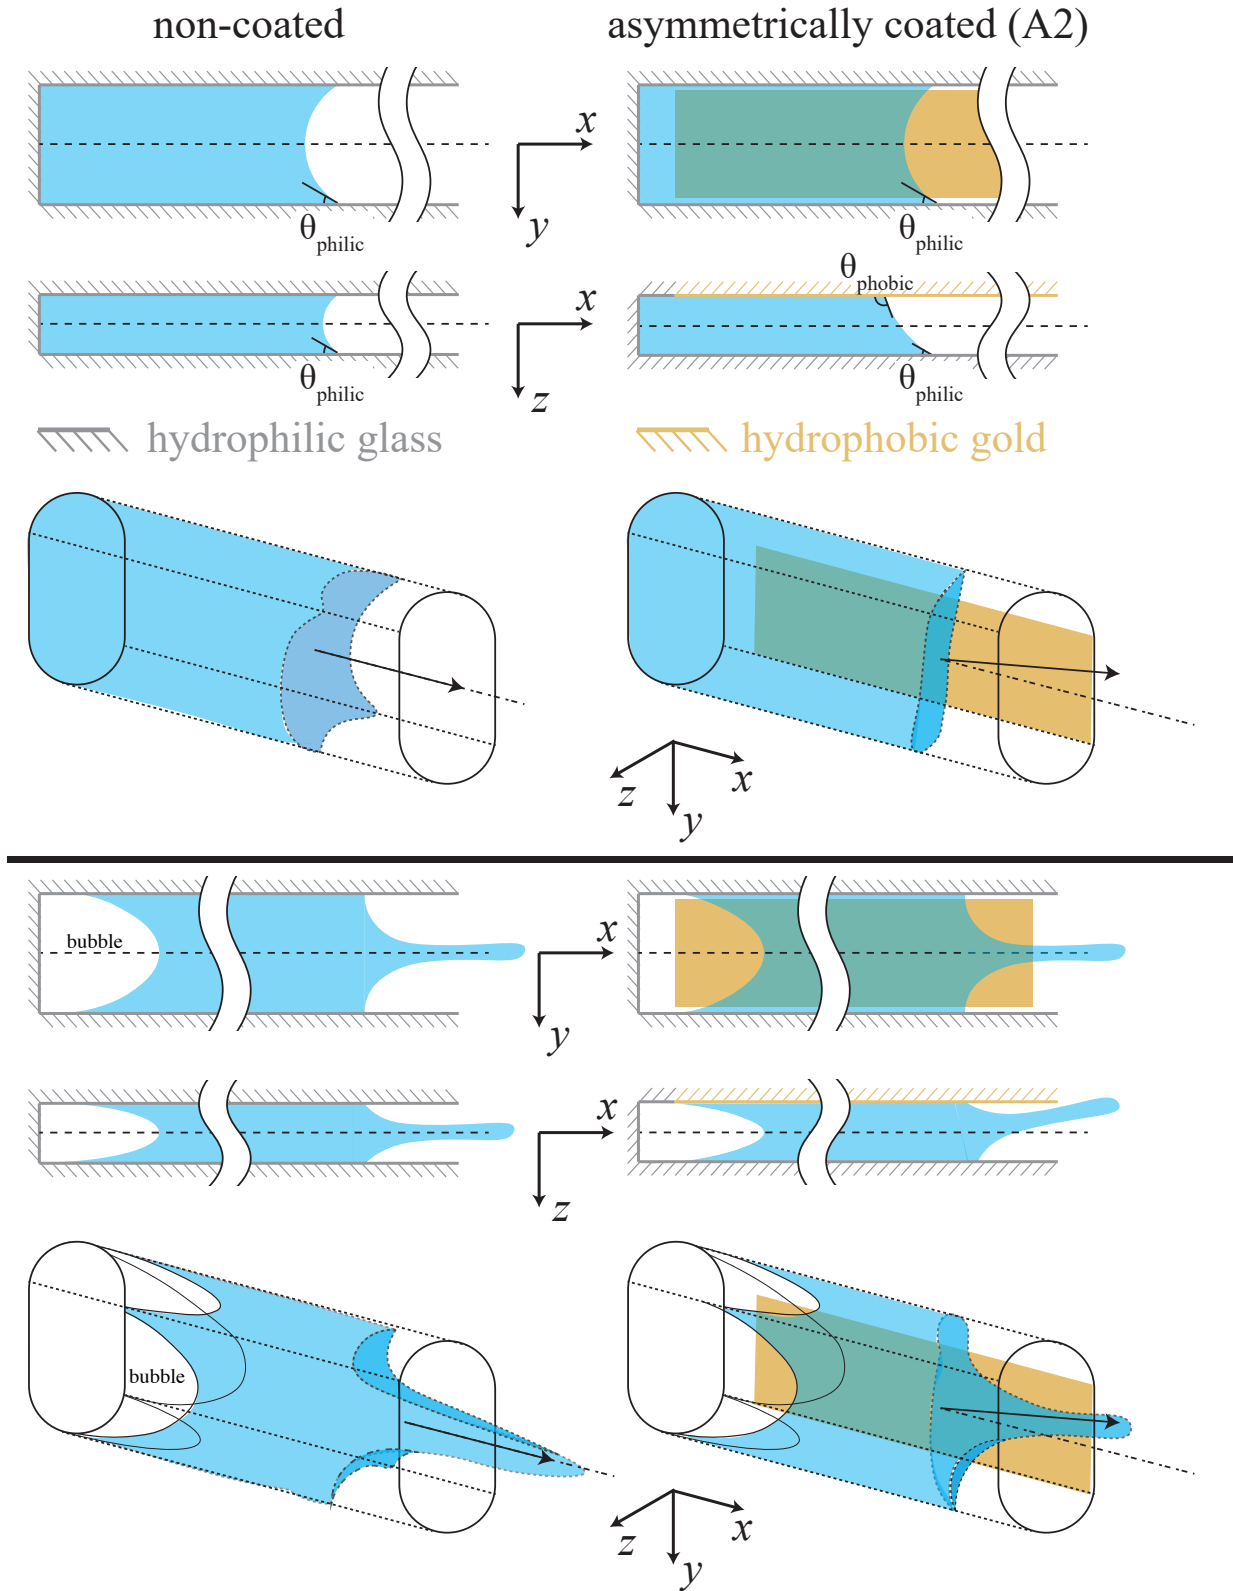 non-coated
asymmetrically coated (A2)
x
y
θphilic
θphilic
x
z
θphilic
θphobic
θphilic
hydrophilic glass
hydrophobic gold
z
x
y
bubble
x
y
x
z
bubble
z
x
y